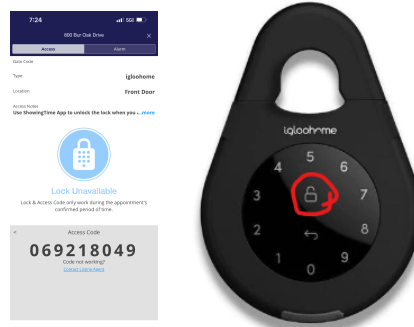 7:24
5G
800 Bur Oak Drive
Access Alarm
Gate Code
Type igloohome
Location Front Door
Access Notes
Use ShowingTime App to unlock the lock when you a...more
Lock Unavailable
Lock & Access Code only work during the appointment's
confirmed period of time.
Access Code
069218049
Code not working?
Contact Listing Agent
igloohome
5
4 6
3 7
2 8
1 9
0